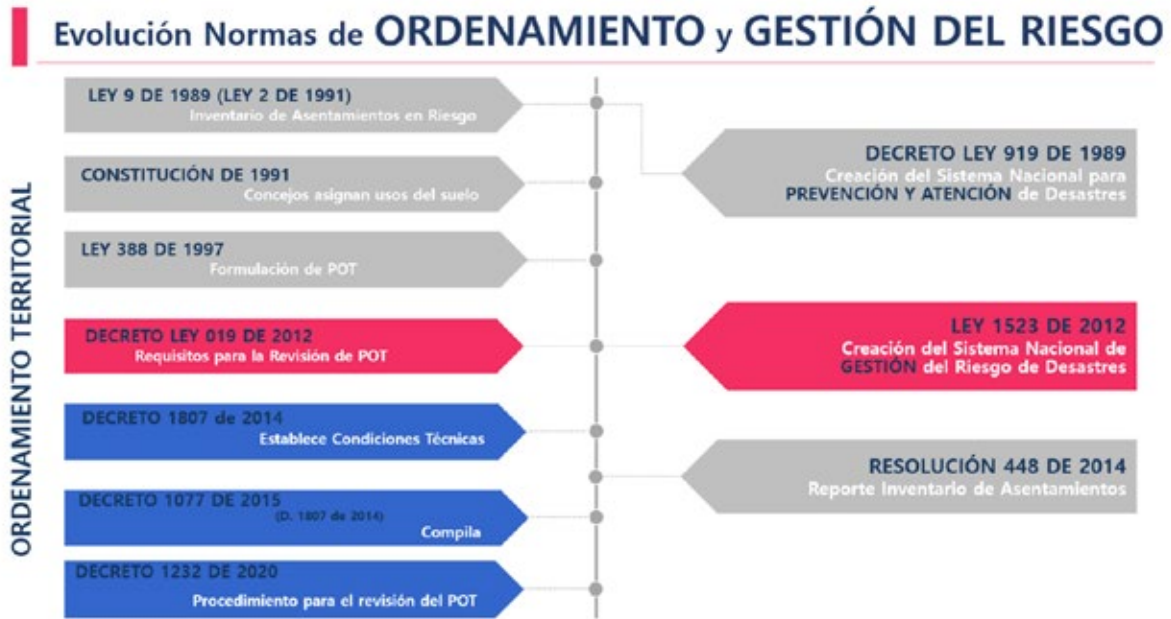 Evolución Normas de ORDENAMIENTO y GESTIÓN DEL RIESGO
ORDENAMIENTO TERRITORIAL
LEY 9 DE 1989 (LEY 2 DE 1991)
Inventario de Asentamientos en Riesgo
CONSTITUCIÓN DE 1991
Concejos asignan usos del suelo
LEY 388 DE 1997
Formulación de POT
DECRETO LEY 019 DE 2012
Requisitos para la Revisión de POT
DECRETO 1807 de 2014
Establece Condiciones Técnicas
DECRETO 1077 DE 2015
(D. 1807 de 2014)
Compila
DECRETO 1232 DE 2020
Procedimiento para el revisión del POT
DECRETO LEY 919 DE 1989
Creación del Sistema Nacional para
PREVENCIÓN Y ATENCIÓN de Desastres
LEY 1523 DE 2012
Creación del Sistema Nacional de
GESTIÓN del Riesgo de Desastres
RESOLUCIÓN 448 DE 2014
Reporte Inventario de Asentamientos